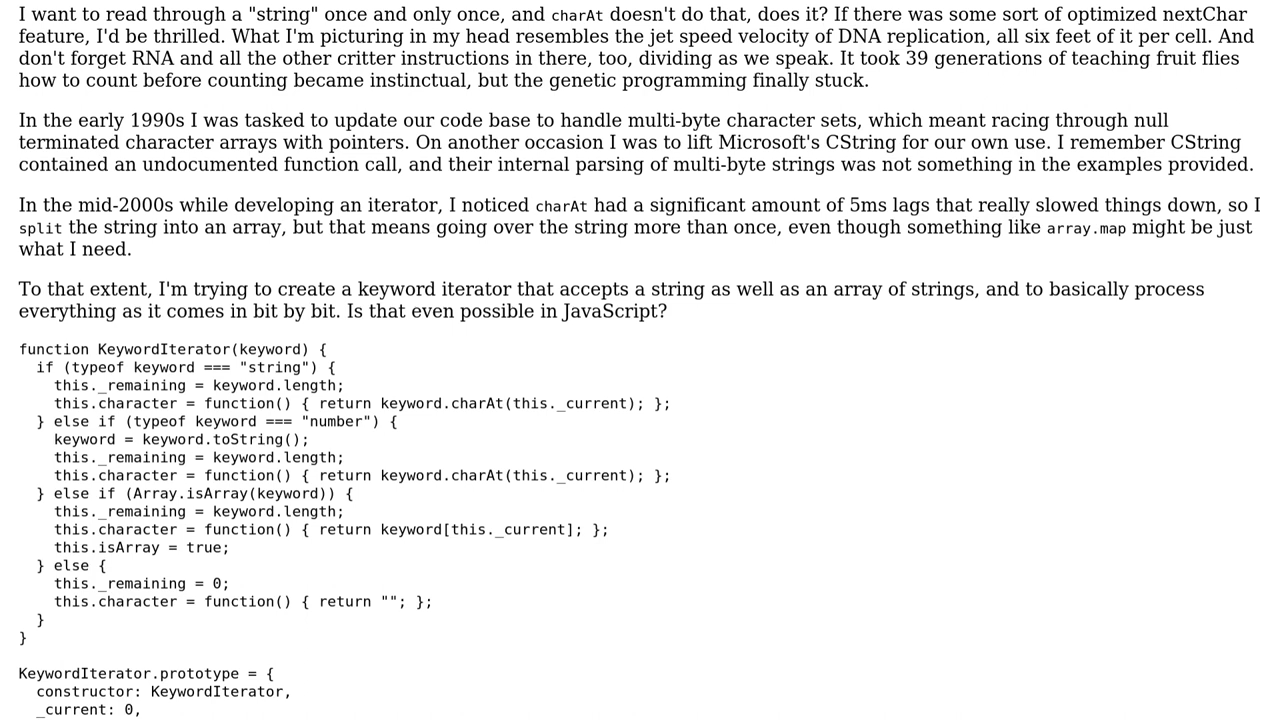 I want to read through a "string" once and only once, and charAt doesn't do that, does it? If there was some sort of optimized nextChar
feature, I'd be thrilled. What I'm picturing in my head resembles the jet speed velocity of DNA replication, all six feet of it per cell. And
don't forget RNA and all the other critter instructions in there, too, dividing as we speak. It took 39 generations of teaching fruit flies
how to count before counting became instinctual, but the genetic programming finally stuck.
In the early 1990s I was tasked to update our code base to handle multi-byte character sets, which meant racing through null
terminated character arrays with pointers. On another occasion I was to lift Microsoft's CString for our own use. I remember CString
contained an undocumented function call, and their internal parsing of multi-byte strings was not something in the examples provided.
In the mid-2000s while developing an iterator, I noticed charAt had a significant amount of 5ms lags that really slowed things down, so I
split the string into an array, but that means going over the string more than once, even though something like array.map might be just
what I need.
To that extent, I'm trying to create a keyword iterator that accepts a string as well as an array of strings, and to basically process
everything as it comes in bit by bit. Is that even possible in JavaScript?
function KeywordIterator(keyword) {
  if (typeof keyword === "string") {
    this._remaining = keyword.length;
    this.character = function() { return keyword.charAt(this._current); };
  } else if (typeof keyword === "number") {
    keyword = keyword.toString();
    this._remaining = keyword.length;
    this.character = function() { return keyword.charAt(this._current); };
  } else if (Array.isArray(keyword)) {
    this._remaining = keyword.length;
    this.character = function() { return keyword[this._current]; };
    this.isArray = true;
  } else {
    this._remaining = 0;
    this.character = function() { return ""; };
  }
}
KeywordIterator.prototype = {
  constructor: KeywordIterator,
  _current: 0,